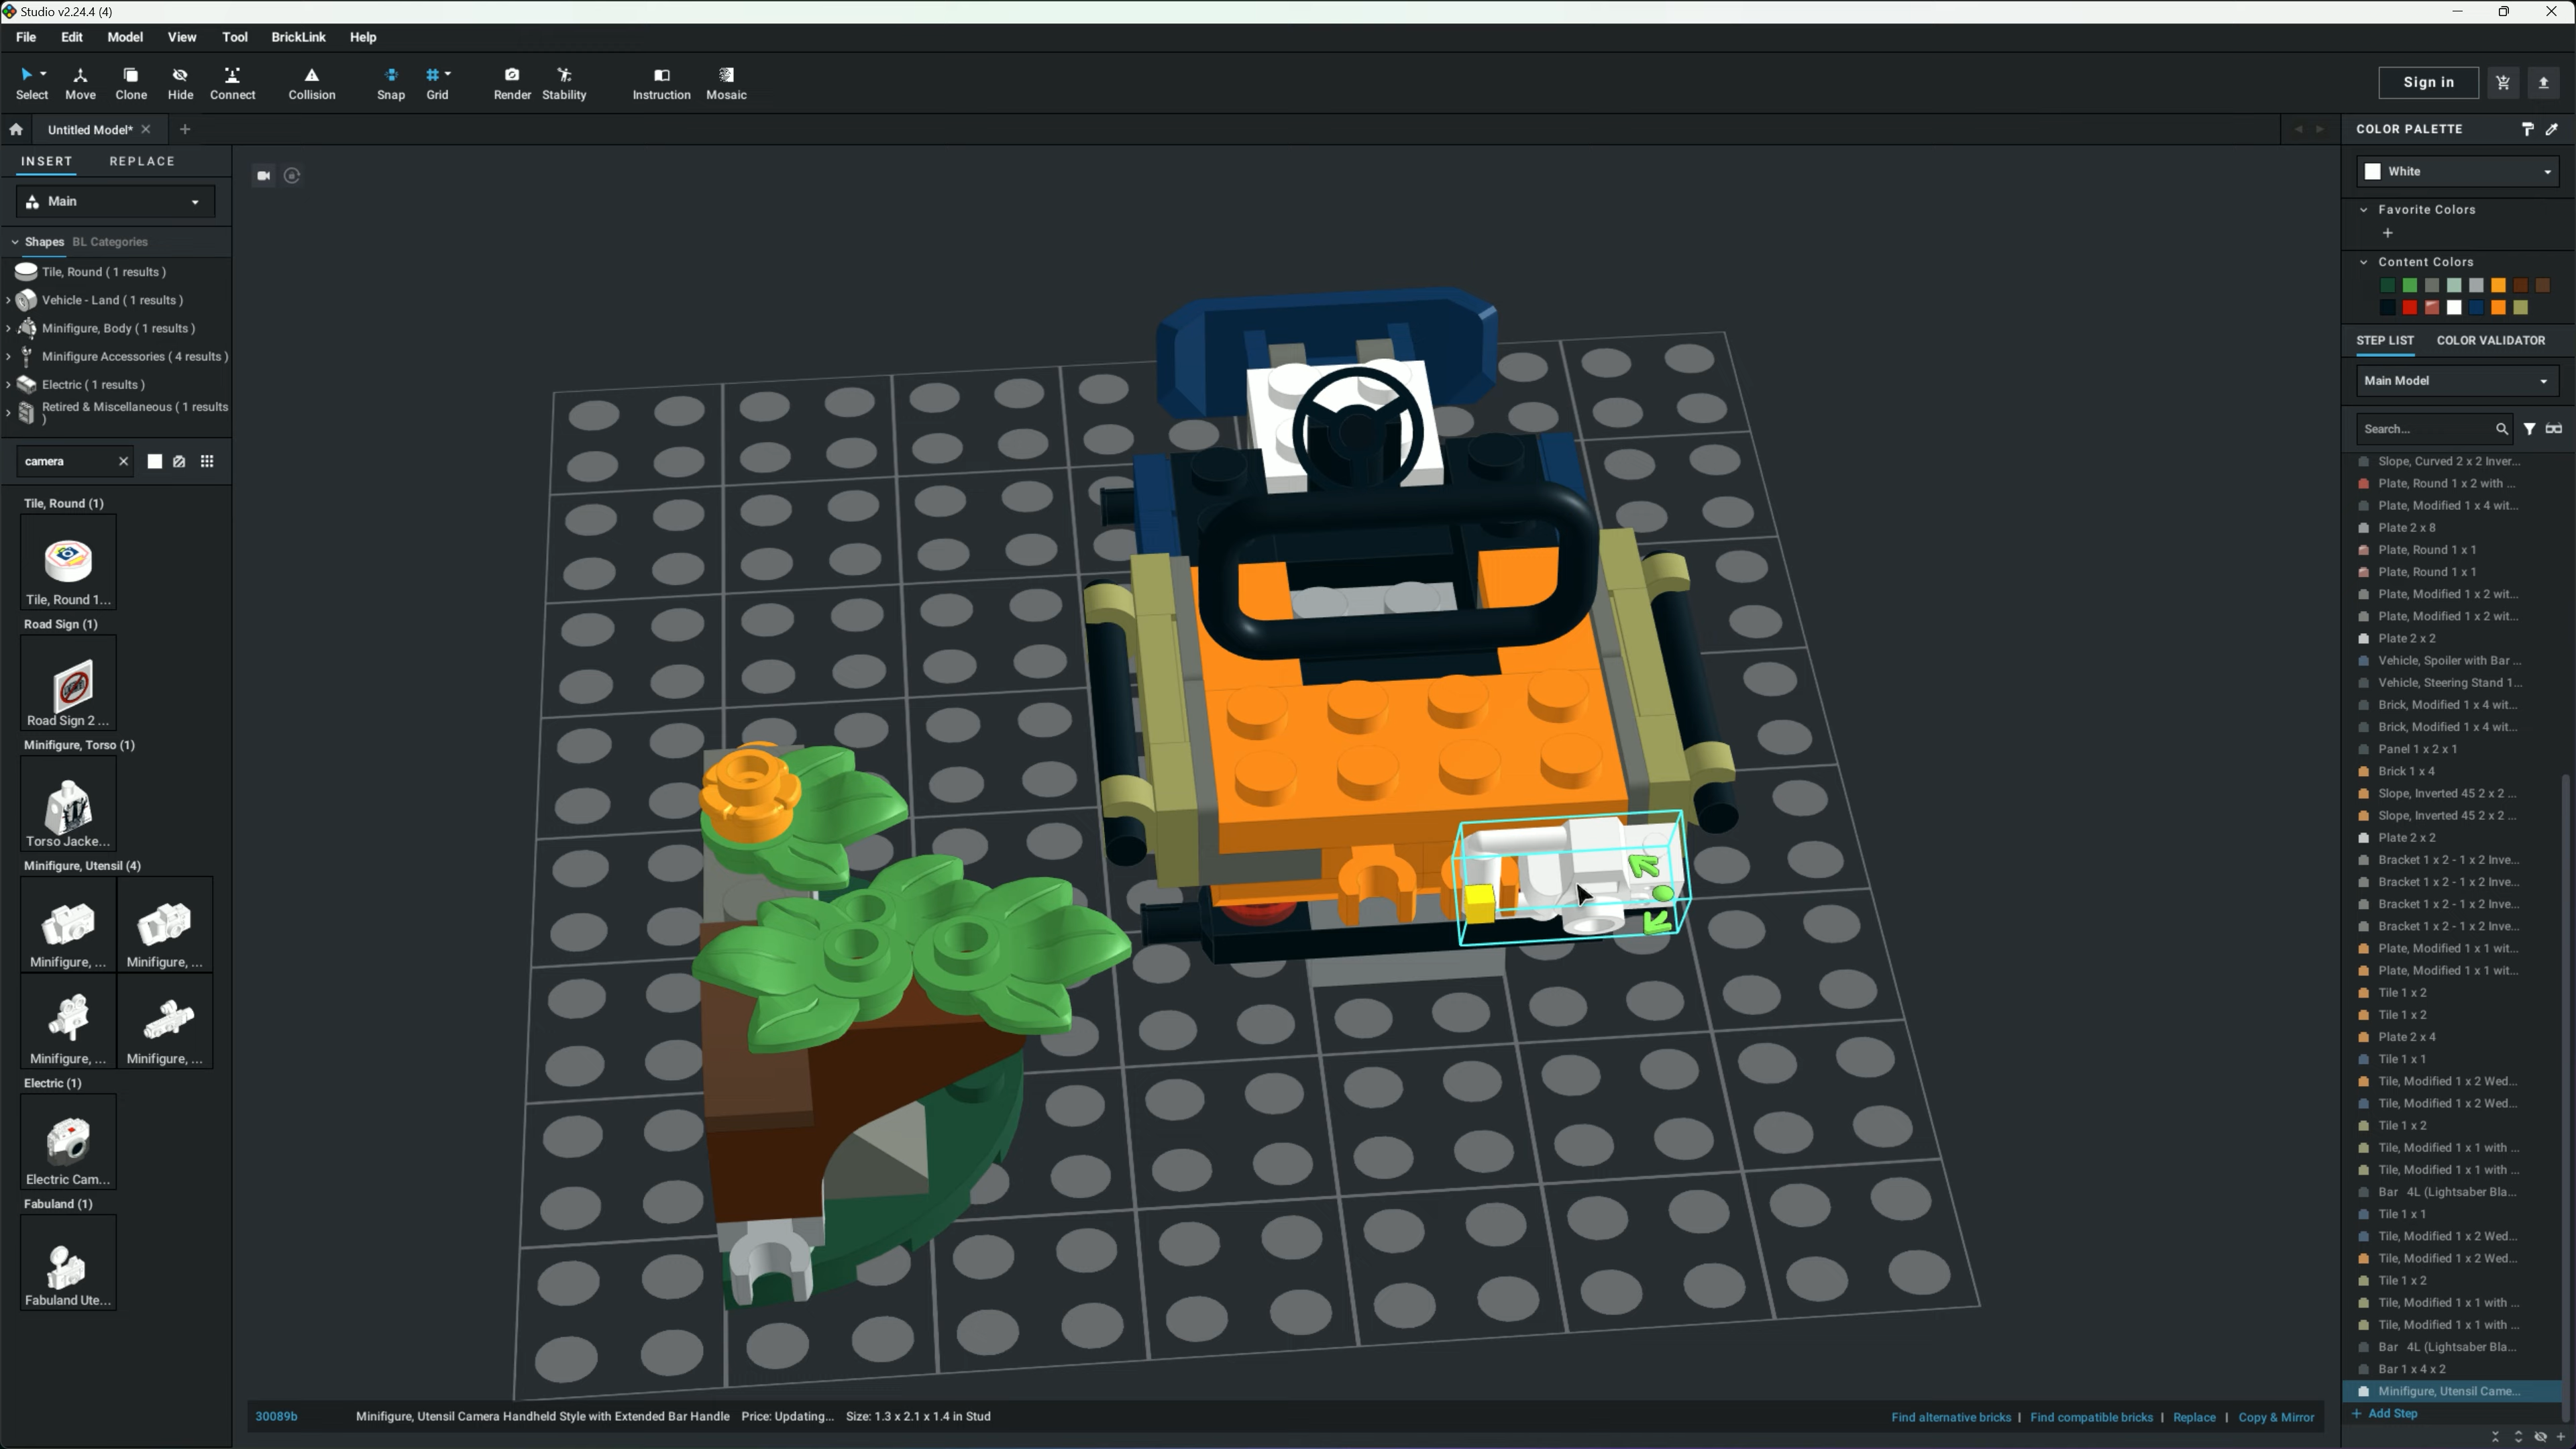 Studio v2.24.4 (4)
File Edit Model View Tool BrickLink Help
Select Move Clone Hide Connect Collision Snap Grid Render Stability Instruction Mosaic Sign in
Untitled Model*
COLOR PALETTE
INSERT REPLACE
White
Main
Favorite Colors
Shapes BL Categories
Content Colors
Tile, Round ( 1 results )
Vehicle - Land ( 1 results )
Minifigure, Body ( 1 results )
Minifigure Accessories ( 4 results )
Electric ( 1 results )
Retired & Miscellaneous ( 1 results
)
camera
Tile, Round (1)
Tile, Round 1...
Road Sign (1)
Road Sign 2 ...
Minifigure, Torso (1)
Torso Jacke...
Minifigure, Utensil (4)
Minifigure, ... Minifigure, ...
Minifigure, ... Minifigure, ...
Electric (1)
Electric Cam...
Fabuland (1)
Fabuland Ute...
STEP LIST COLOR VALIDATOR
Main Model
Search...
Slope, Curved 2 x 2 Inver...
Plate, Round 1 x 2 with ...
Plate, Modified 1 x 4 wit...
Plate 2 x 8
Plate, Round 1 x 1
Plate, Round 1 x 1
Plate, Modified 1 x 2 wit...
Plate, Modified 1 x 2 wit...
Plate 2 x 2
Vehicle, Spoiler with Bar ...
Vehicle, Steering Stand 1...
Brick, Modified 1 x 4 wit...
Brick, Modified 1 x 4 wit...
Panel 1 x 2 x 1
Brick 1 x 4
Slope, Inverted 45 2 x 2 ...
Slope, Inverted 45 2 x 2 ...
Plate 2 x 2
Bracket 1 x 2 - 1 x 2 Inve...
Bracket 1 x 2 - 1 x 2 Inve...
Bracket 1 x 2 - 1 x 2 Inve...
Bracket 1 x 2 - 1 x 2 Inve...
Plate, Modified 1 x 1 wit...
Plate, Modified 1 x 1 wit...
Tile 1 x 2
Tile 1 x 2
Plate 2 x 4
Tile 1 x 1
Tile, Modified 1 x 2 Wed...
Tile, Modified 1 x 2 Wed...
Tile 1 x 2
Tile, Modified 1 x 1 with ...
Tile, Modified 1 x 1 with ...
Bar 4L (Lightsaber Bla...
Tile 1 x 1
Tile, Modified 1 x 2 Wed...
Tile, Modified 1 x 2 Wed...
Tile 1 x 2
Tile, Modified 1 x 1 with ...
Tile, Modified 1 x 1 with ...
Bar 4L (Lightsaber Bla...
Bar 1 x 4 x 2
Minifigure, Utensil Came...
+ Add Step
30089b Minifigure, Utensil Camera Handheld Style with Extended Bar Handle Price: Updating... Size: 1.3 x 2.1 x 1.4 in Stud
Find alternative bricks | Find compatible bricks | Replace | Copy & Mirror